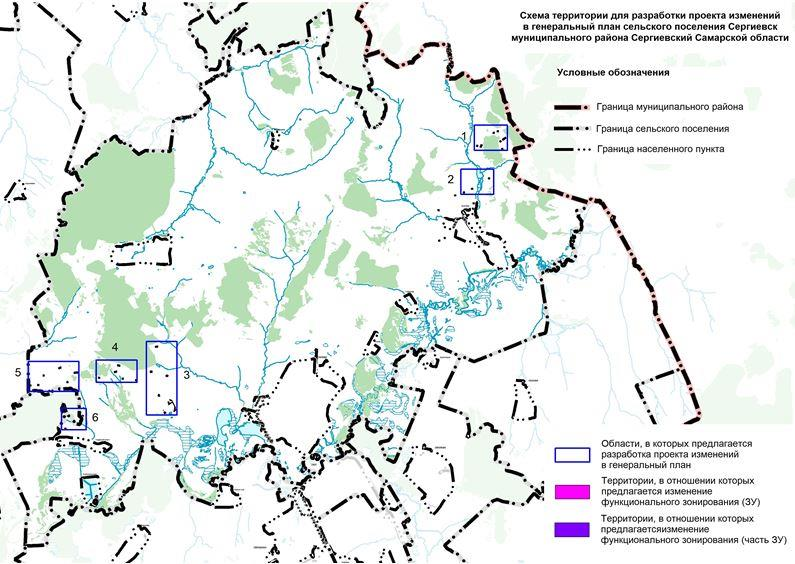 Схема территории для разработки проекта изменений
в генеральный план сельского поселения Сергиевск
муниципального района Сергиевский Самарской области
Условные обозначения
Граница муниципального района
Граница сельского поселения
Граница населенного пункта
1
2
4
3
5
6
Области, в которых предлагается
разработка проекта изменений
в генеральный план
Территории, в отношении которых
предлагается изменение
функционального зонирования (ЗУ)
Территории, в отношении которых
предлагаетсяизменение
функционального зонирования (часть ЗУ)